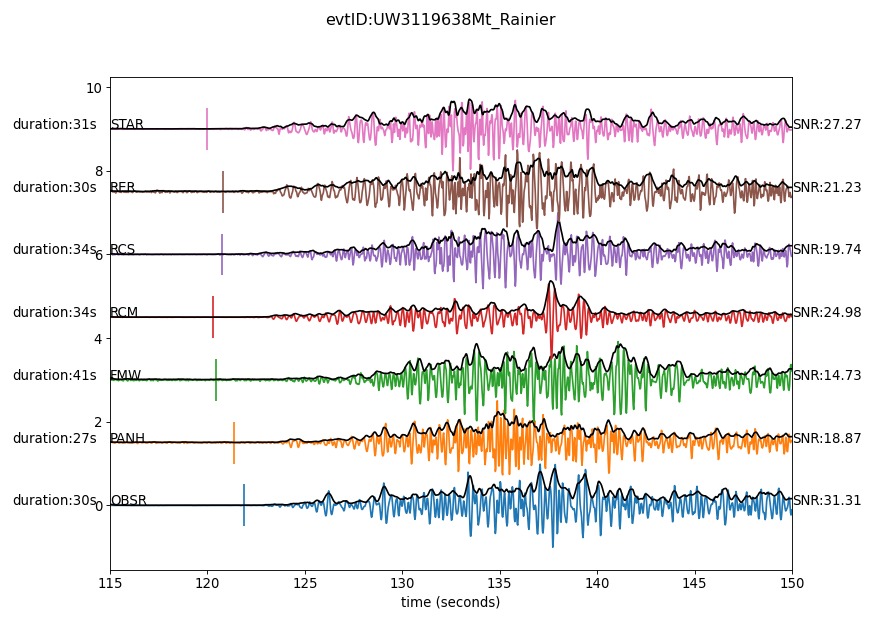 evtID:UW3119638Mt_Rainier
10
duration:31s STAR SNR:27.27
8
duration:30s RER SNR:21.23
duration:34s RCS SNR:19.74
6
duration:34s RCM SNR:24.98
4
duration:41s FMW SNR:14.73
2
duration:27s PANH SNR:18.87
duration:30s OBSR SNR:31.31
0
115 120 125 130 135 140 145 150
time (seconds)